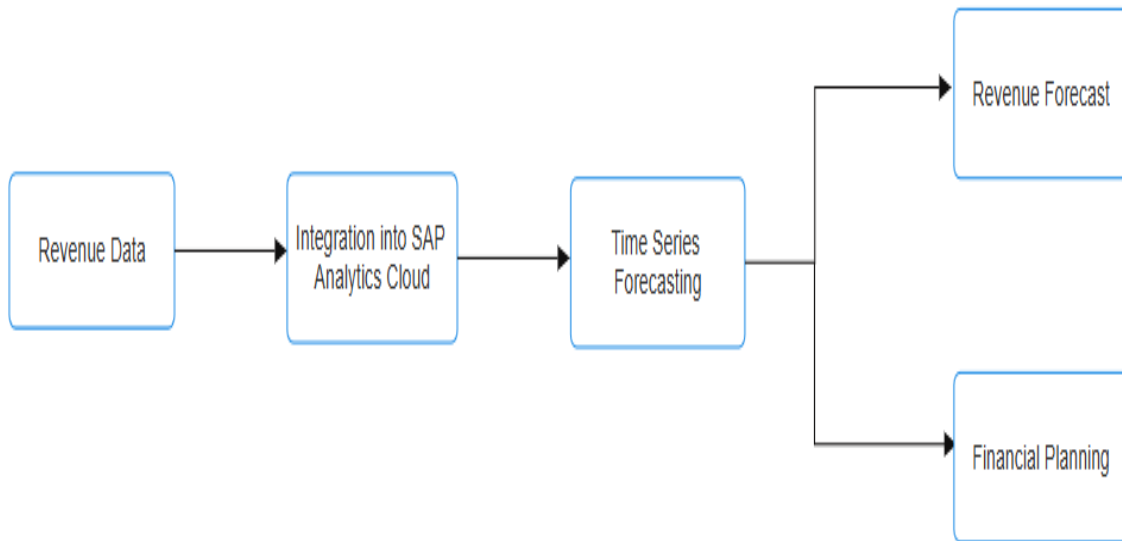 Revenue Data
Integration into SAP
Analytics Cloud
Time Series
Forecasting
Revenue Forecast
Financial Planning